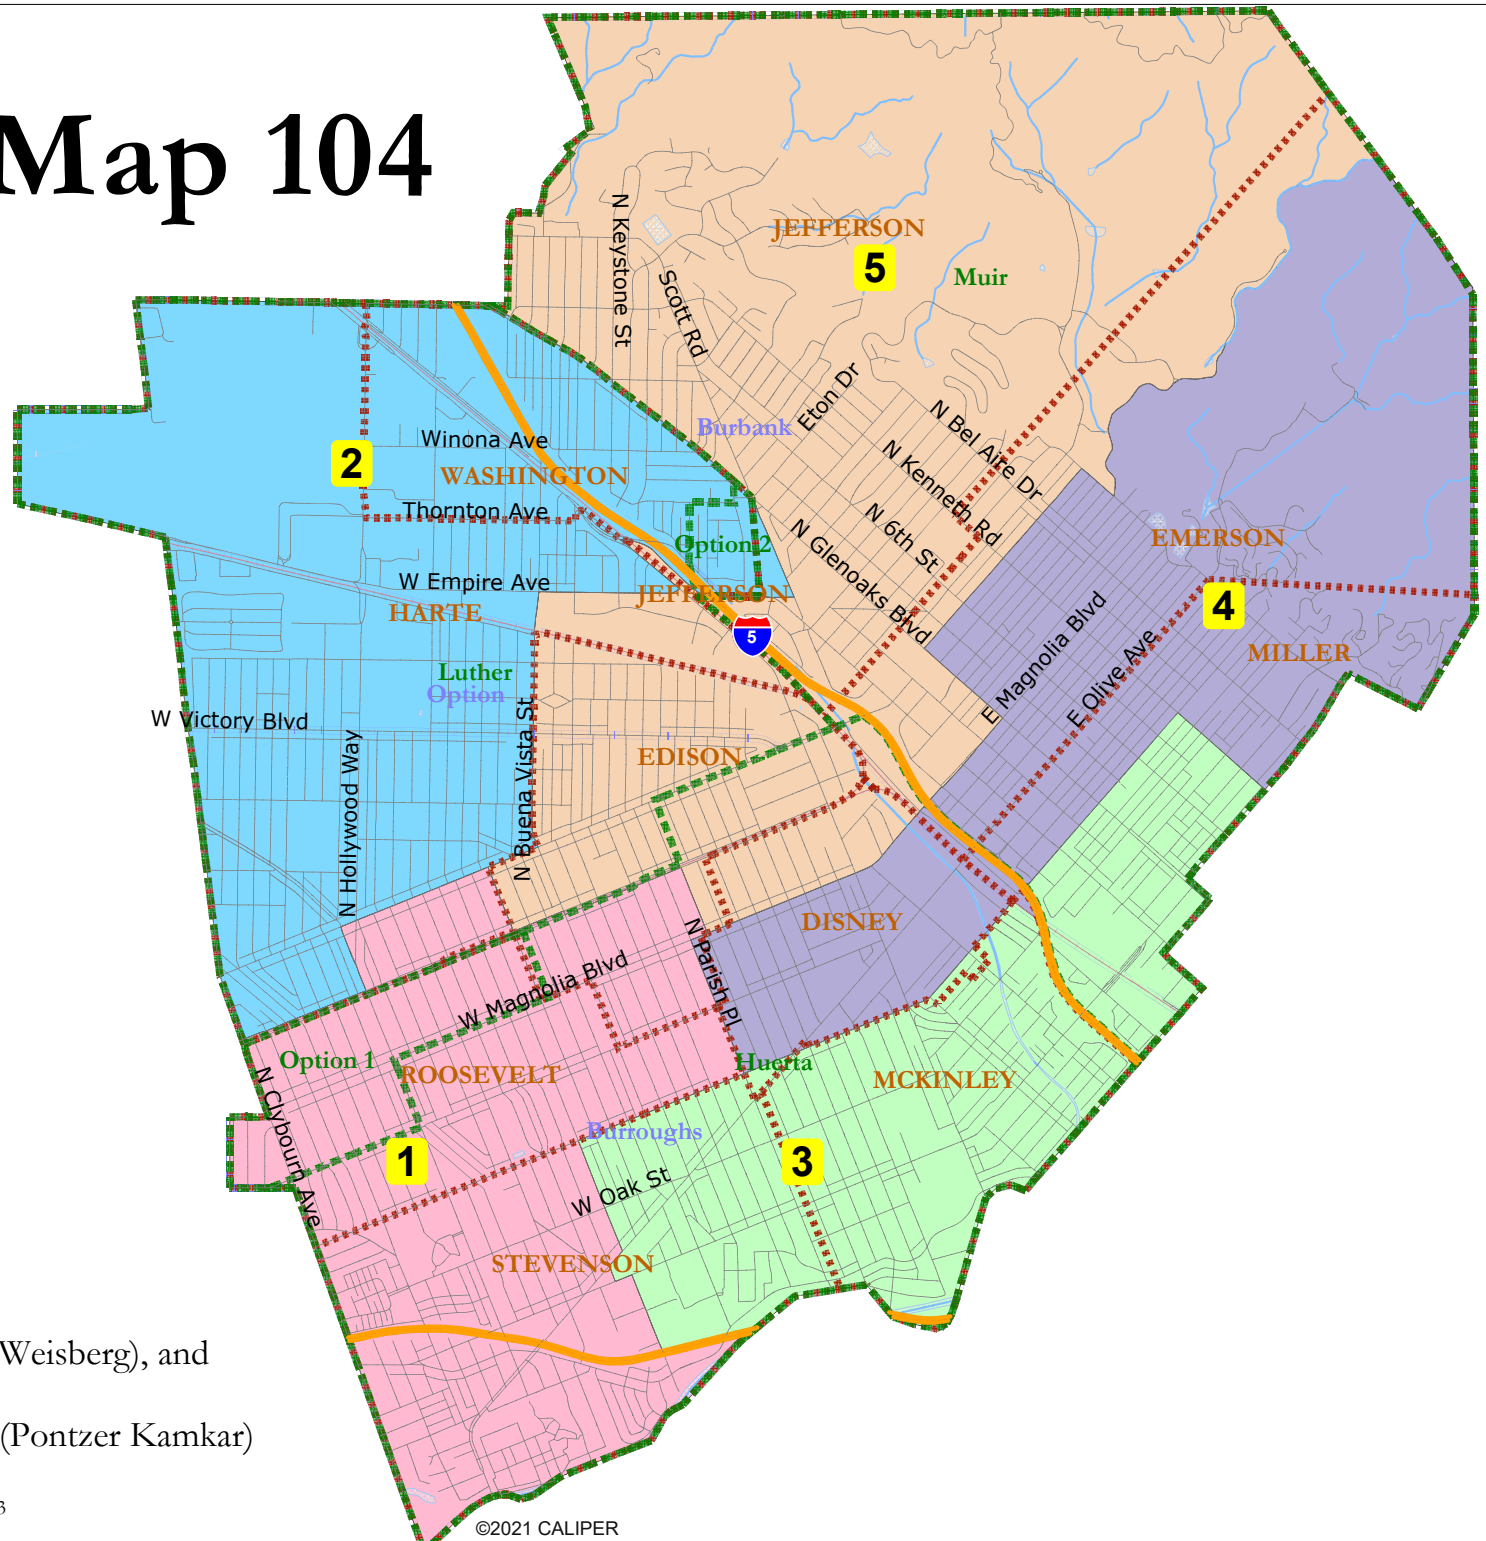 Map 104
N Keystone St
JEFFERSON
5
Muir
Scott Rd
Eton Dr
Burbank
N Bel Aire Dr
Winona Ave
2
WASHINGTON
N Kenneth Rd
Thornton Ave
N 6th St
Option 2
N Glenoaks Blvd
EMERSON
W Empire Ave
JEFFERSON
HARTE
5
4
E Magnolia Blvd
E Olive Ave
MILLER
Luther
Option
W Victory Blvd
N Buena Vista St
EDISON
N Hollywood Way
DISNEY
N Parish Pl
W Magnolia Blvd
Option 1
ROOSEVELT
Huerta
MCKINLEY
N Clybourn Ave
Burroughs
1
3
W Oak St
STEVENSON
Weisberg), and
(Pontzer Kamkar)
3
©2021 CALIPER